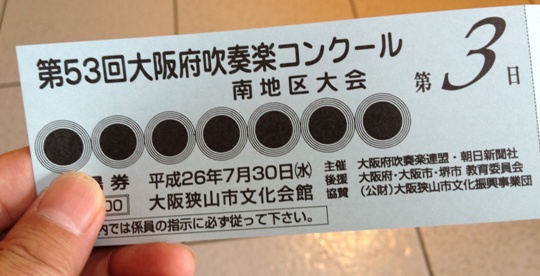 第53回大阪府吹奏楽コンクール
南地区大会
第3日
場券 平成26年7月30日㈬
00 大阪狭山市文化会館
主催 大阪府吹奏楽連盟・朝日新聞社
後援 大阪府・大阪市・堺市 教育委員会
協賛 (公財)大阪狭山市文化振興事業団
内では係員の指示に必ず従って下さい。